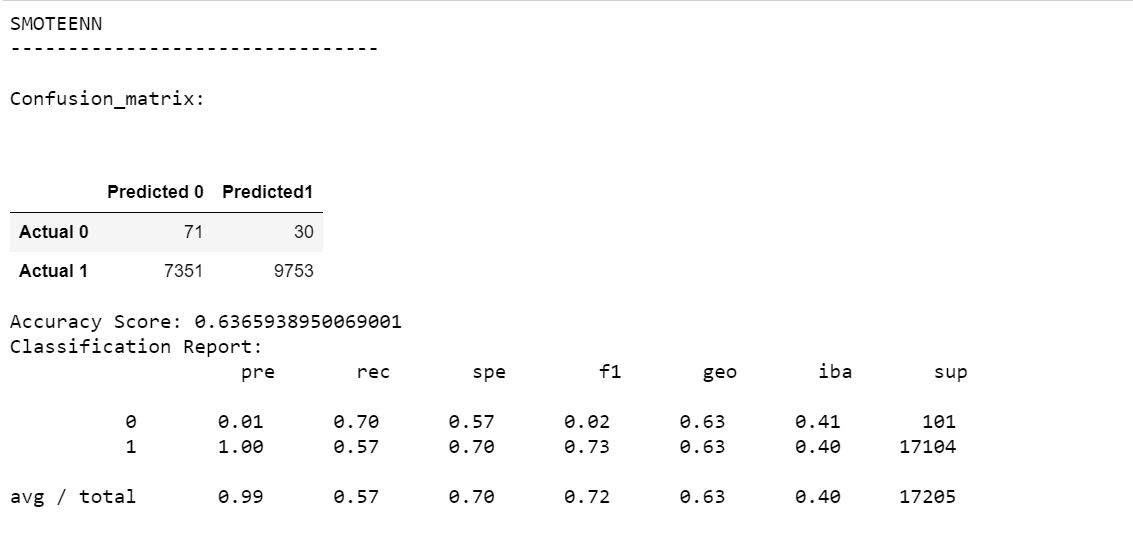 SMOTEENN
--------------------------------
Confusion_matrix:
Predicted 0 Predicted1
Actual 0 71 30
Actual 1 7351 9753
Accuracy Score: 0.6365938950069001
Classification Report:
pre rec spe f1 geo iba sup
0 0.01 0.70 0.57 0.02 0.63 0.41 101
1 1.00 0.57 0.70 0.73 0.63 0.40 17104
avg / total 0.99 0.57 0.70 0.72 0.63 0.40 17205